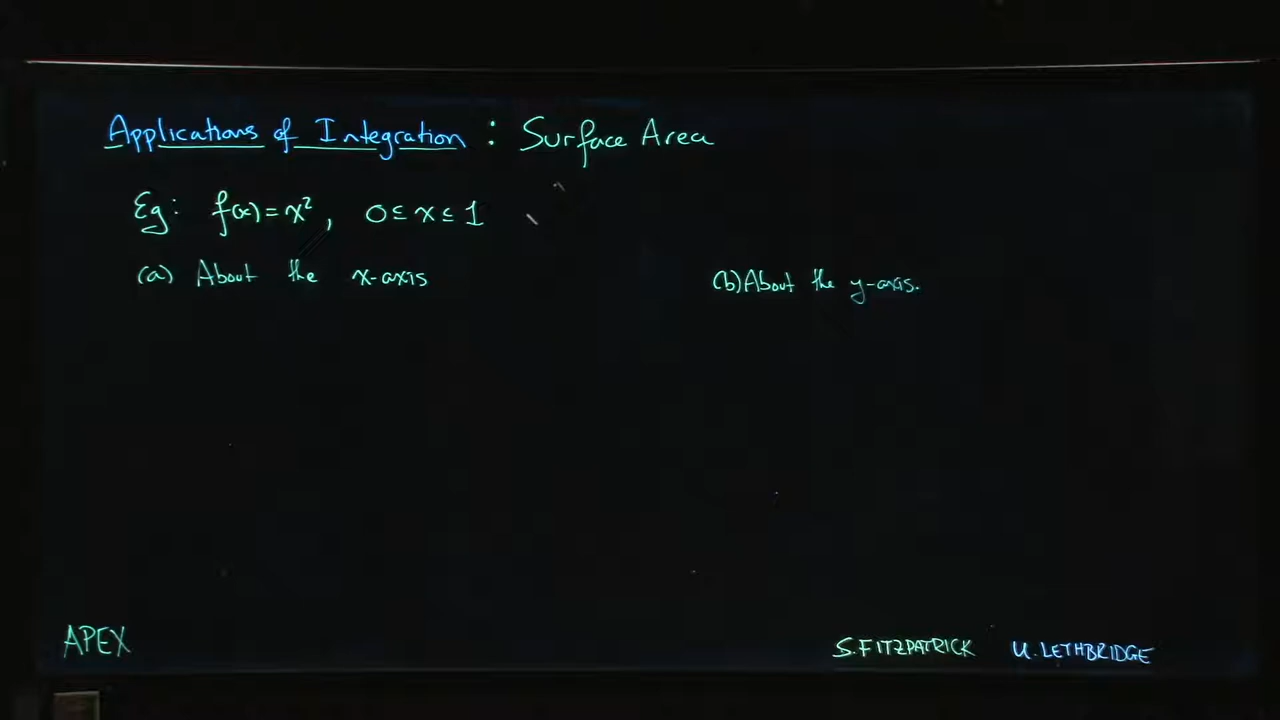 Applications of Integration : Surface Area
Eg: f(x) = x², 0 ≤ x ≤ 1
(a) About the x-axis
(b) About the y-axis.
APEX
S. FITZPATRICK U. LETHBRIDGE